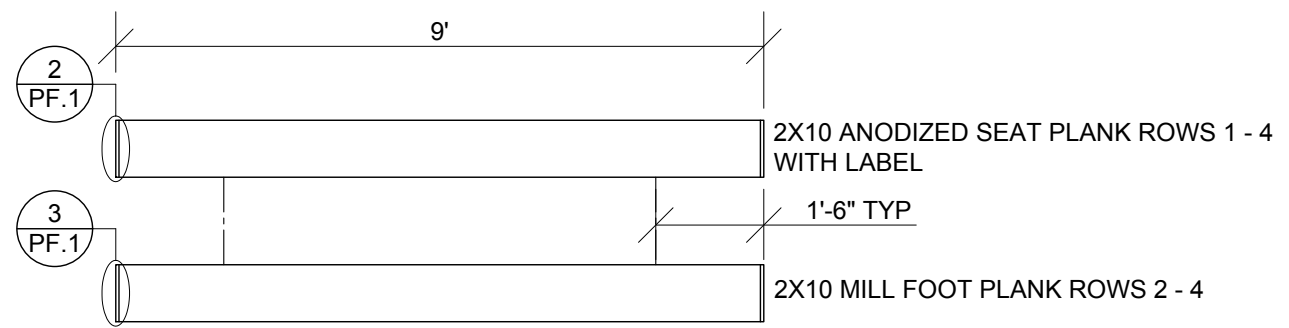 9'
2
PF.1
2X10 ANODIZED SEAT PLANK ROWS 1 - 4
WITH LABEL
1'-6" TYP
3
PF.1
2X10 MILL FOOT PLANK ROWS 2 - 4